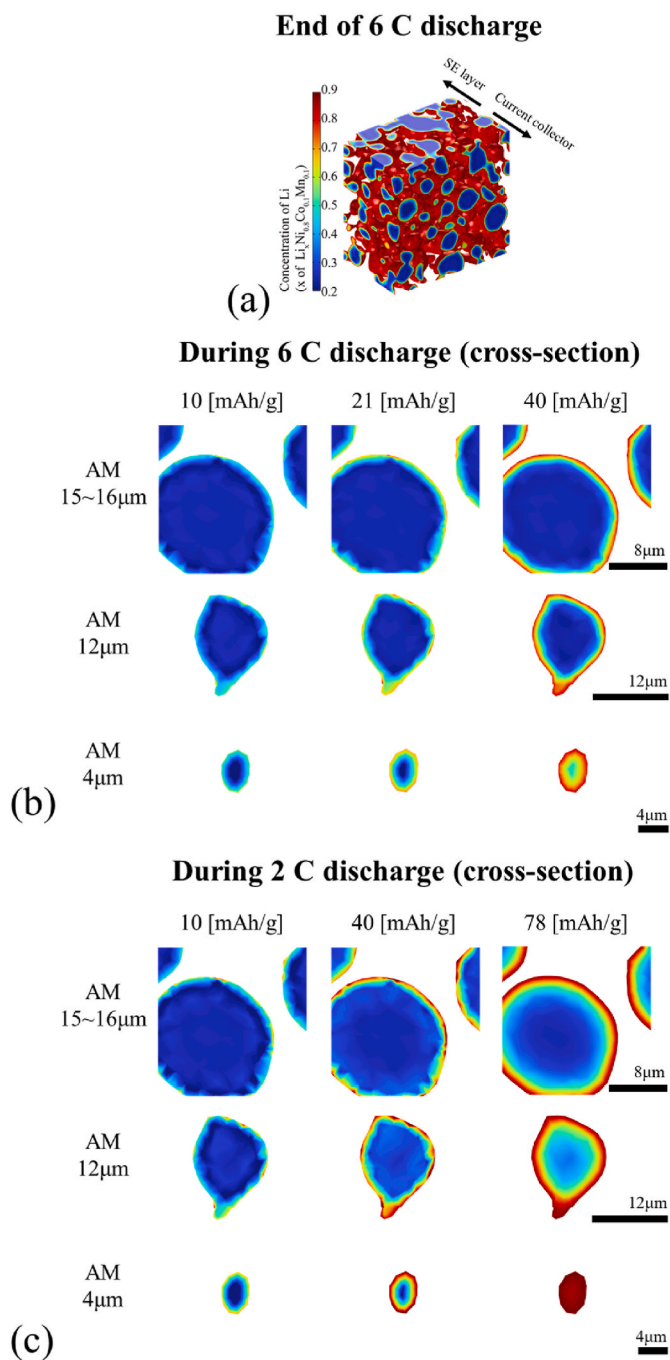 End of 6 C discharge
SE layer
Current collector
Concentration of Li
(x of LixNi0.8Co0.1Mn0.1)
0.9
0.8
0.7
0.6
0.5
0.4
0.3
0.2
(a)
During 6 C discharge (cross-section)
10 [mAh/g] 21 [mAh/g] 40 [mAh/g]
AM
15~16μm
8μm
AM
12μm
12μm
AM
4μm
4μm
(b)
During 2 C discharge (cross-section)
10 [mAh/g] 40 [mAh/g] 78 [mAh/g]
AM
15~16μm
8μm
AM
12μm
12μm
AM
4μm
4μm
(c)